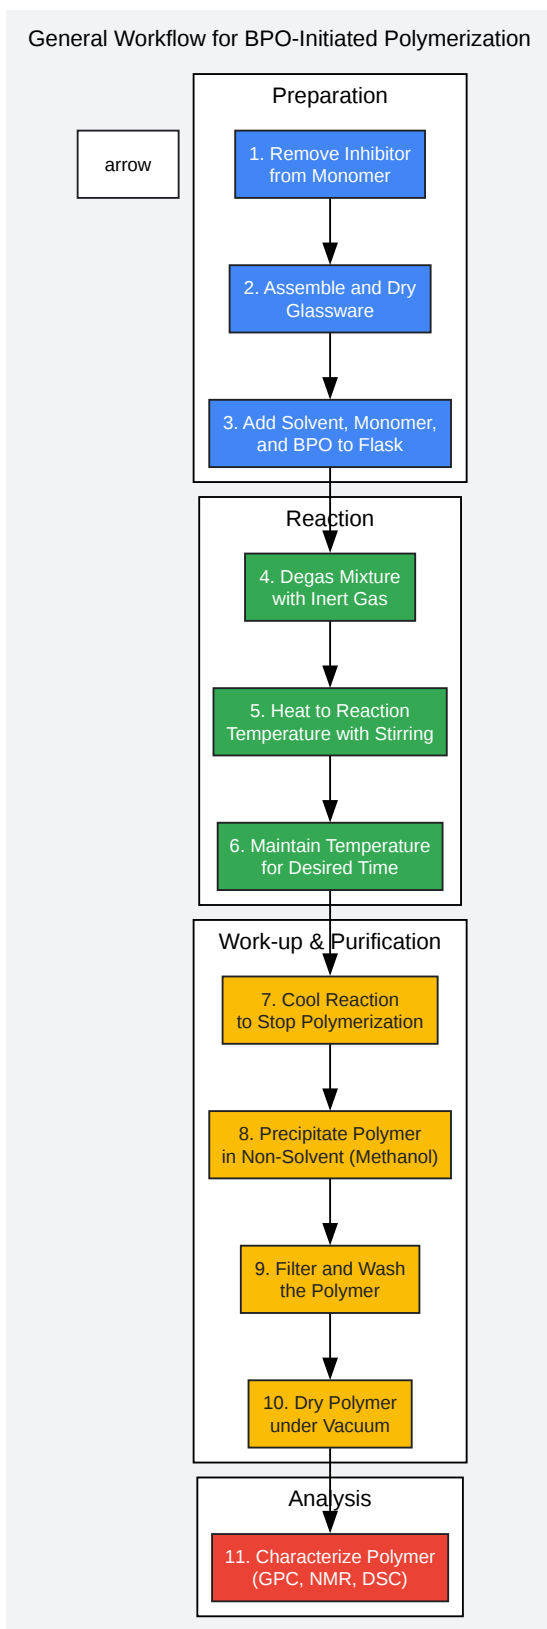 General Workflow for BPO-Initiated Polymerization
Preparation
arrow
1. Remove Inhibitor
from Monomer
2. Assemble and Dry
Glassware
3. Add Solvent, Monomer,
and BPO to Flask
Reaction
4. Degas Mixture
with Inert Gas
5. Heat to Reaction
Temperature with Stirring
6. Maintain Temperature
for Desired Time
Work-up & Purification
7. Cool Reaction
to Stop Polymerization
8. Precipitate Polymer
in Non-Solvent (Methanol)
9. Filter and Wash
the Polymer
10. Dry Polymer
under Vacuum
Analysis
11. Characterize Polymer
(GPC, NMR, DSC)